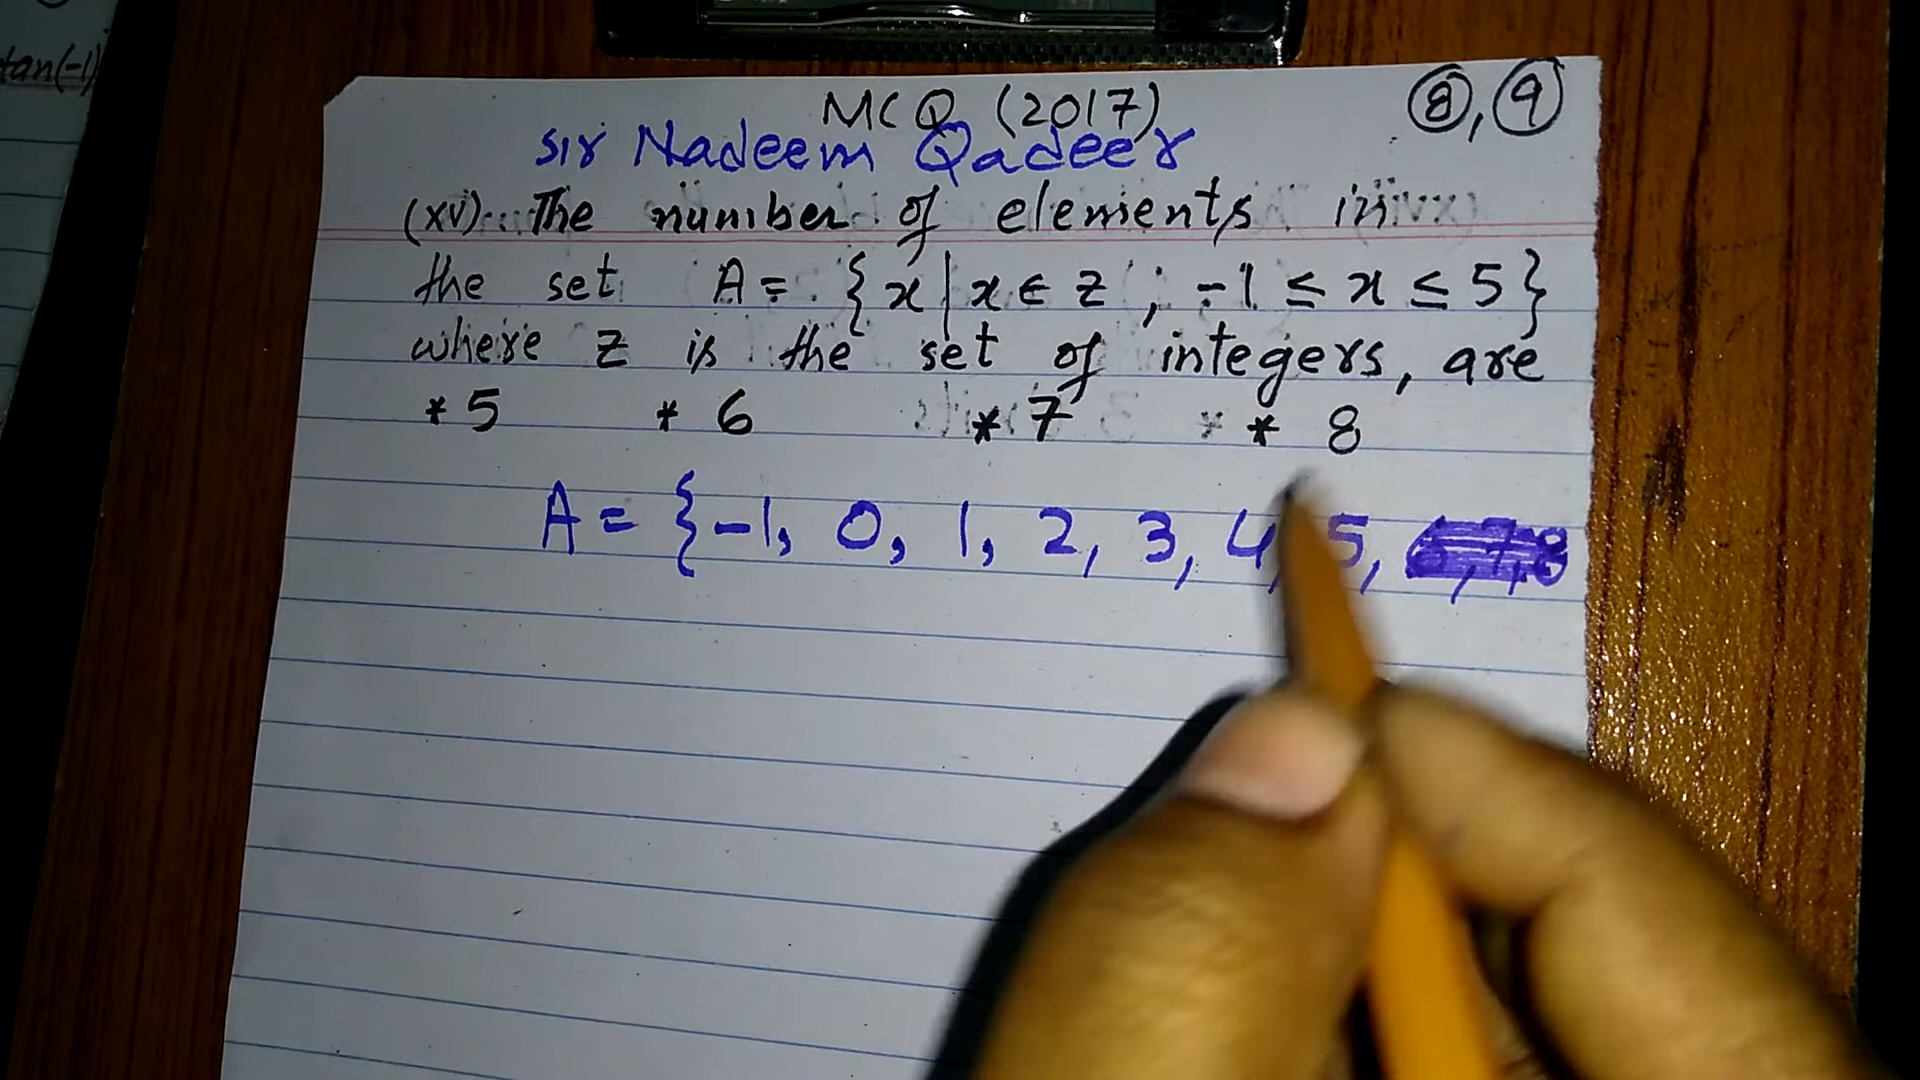 tan(-1)
MCQ (2017) 8, 9
Sir Nadeem Qadeer
(xv) The number of elements in
the set A = {x | x ∈ z ; -1 ≤ x ≤ 5}
where z is the set of integers, are
* 5 * 6 * 7 * 8
A = {-1, 0, 1, 2, 3, 4, 5,